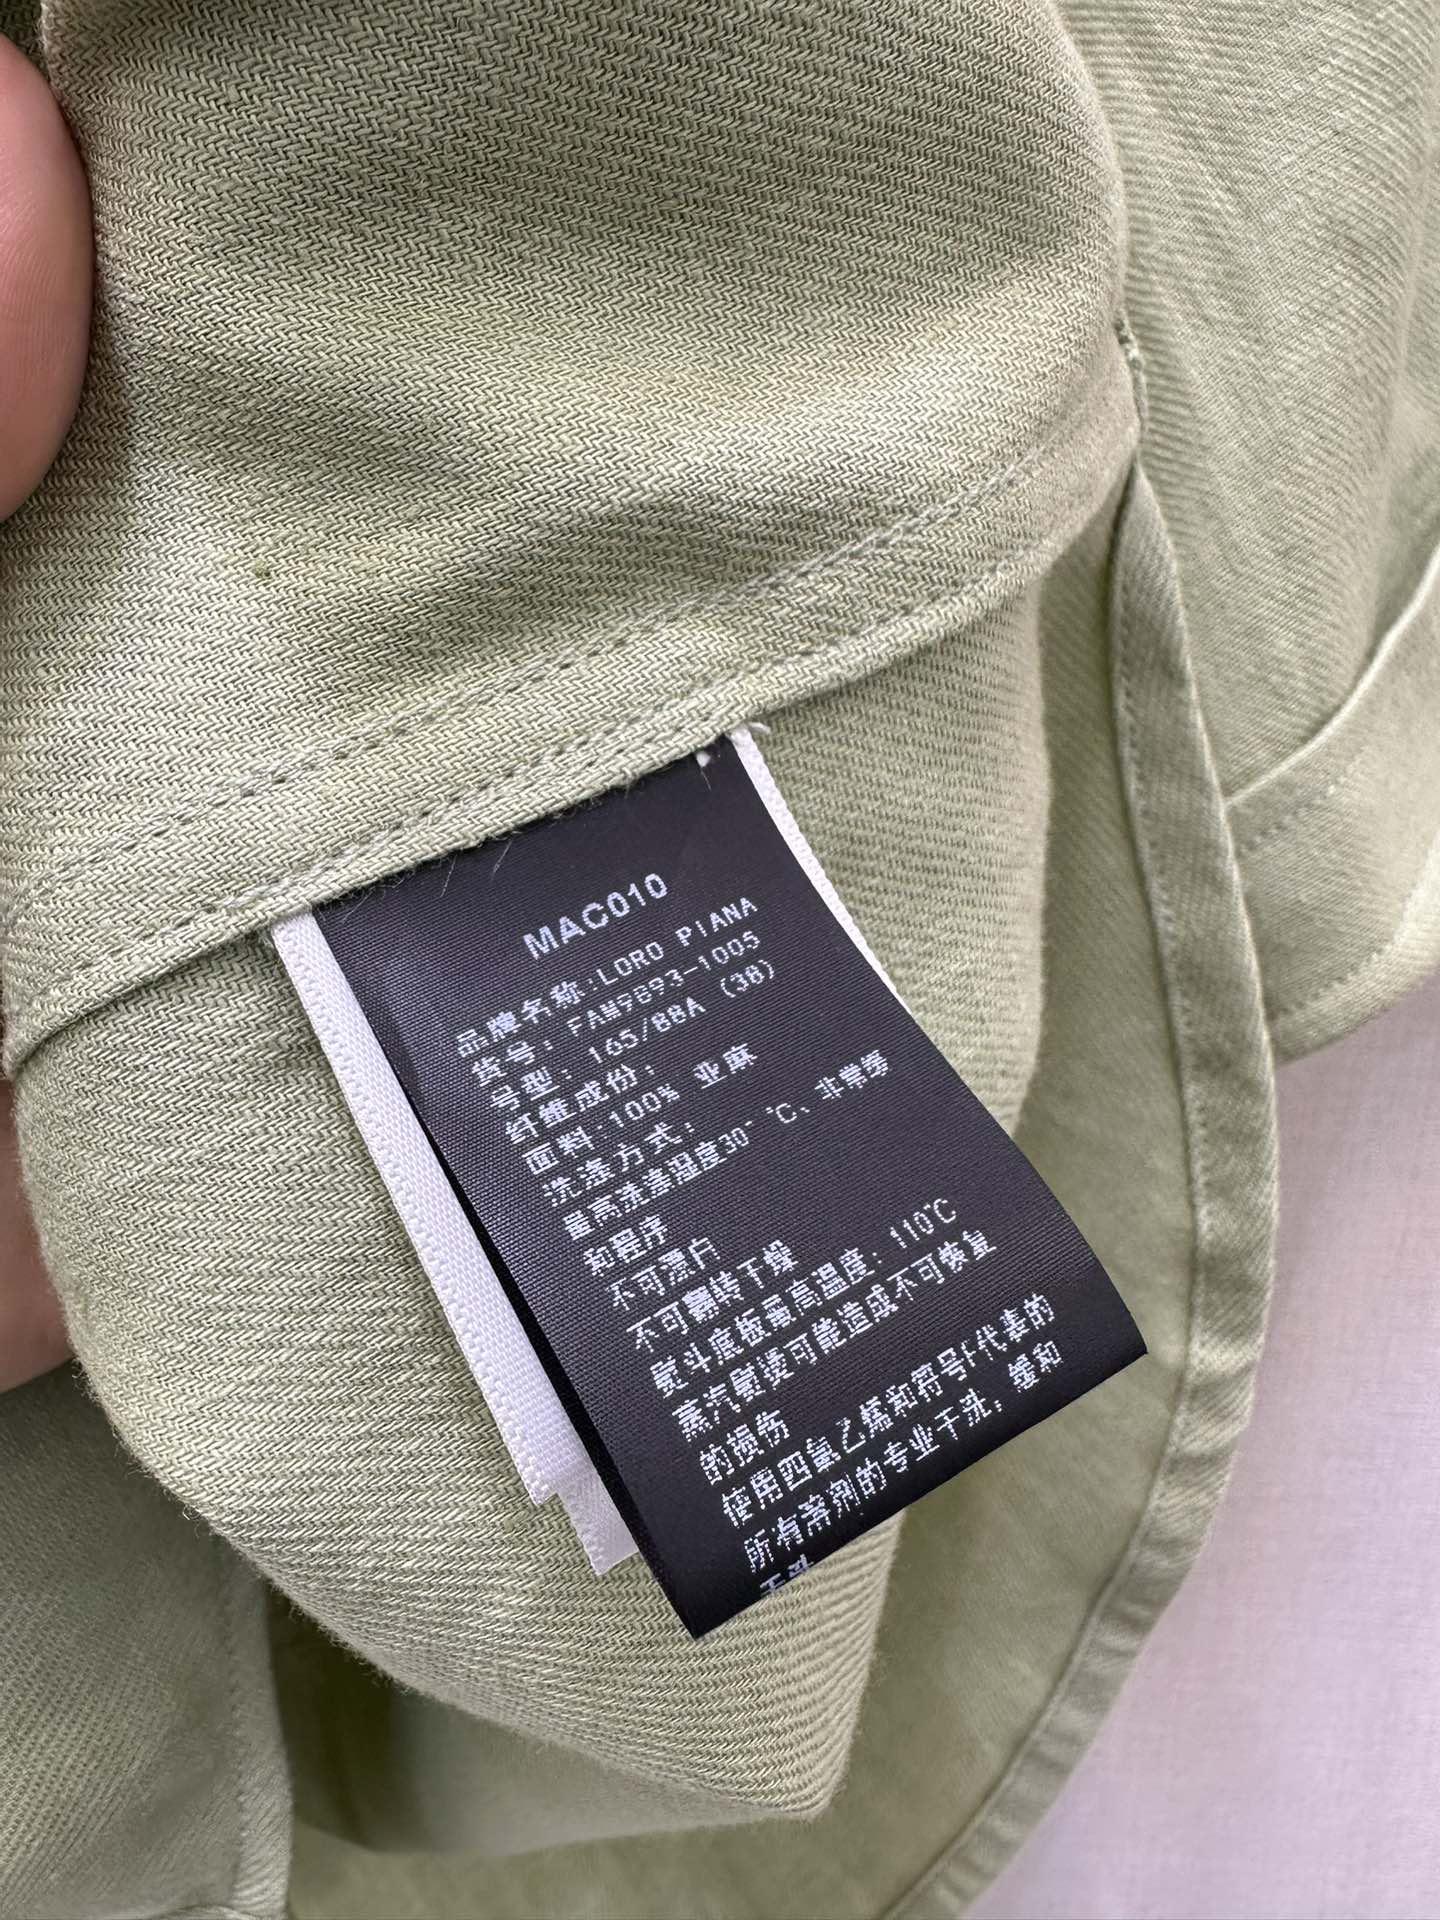 MAC010
品牌名称:LORO PIANA
货号: FAM9893-1005
号型: 165/88A (38)
纤维成份:
面料:100% 亚麻
洗涤方式:
最高洗涤温度30° °C、非常缓
和程序
不可漂白
不可翻转干燥
熨斗底板最高温度: 110°C
蒸汽熨烫可能造成不可恢复
的损伤
使用四氯乙烯和符号F代表的
所有溶剂的专业干洗, 缓和
干洗